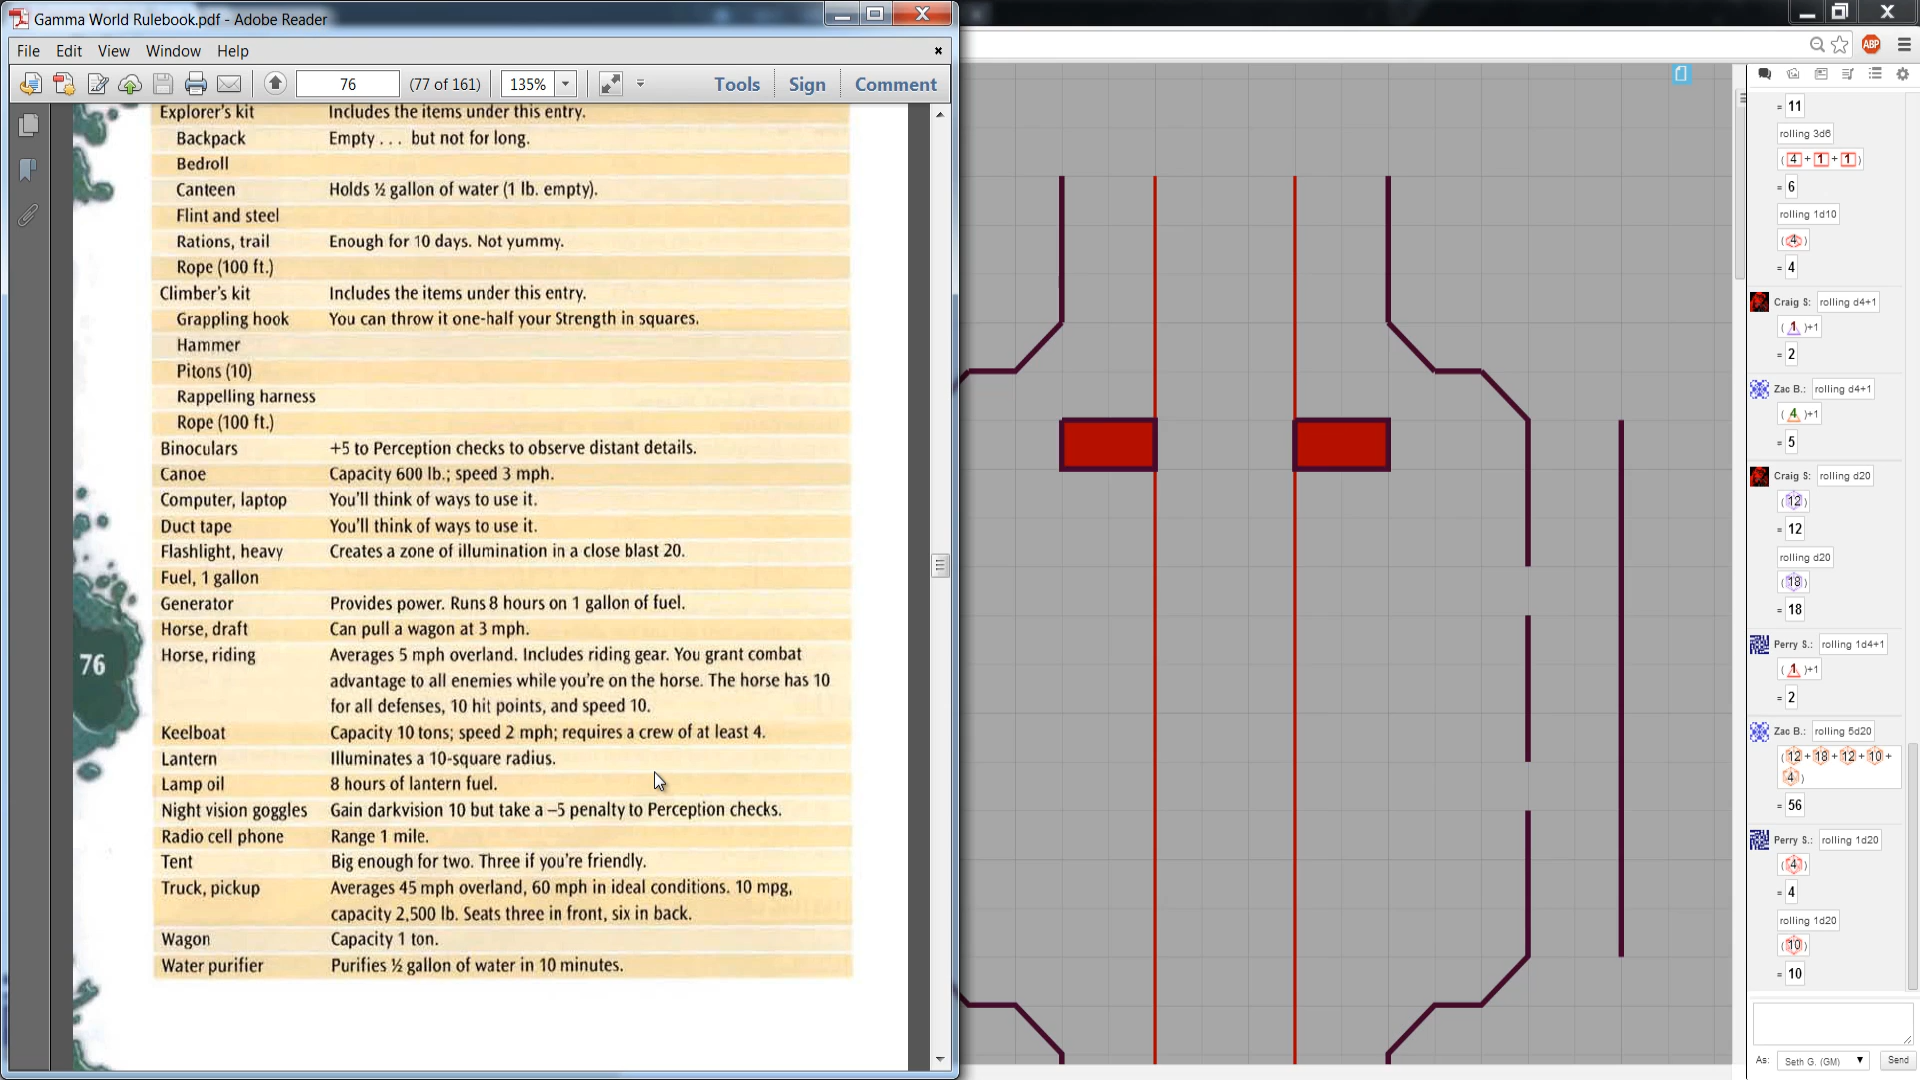 Gamma World Rulebook.pdf - Adobe Reader
File Edit View Window Help
76 (77 of 161) 135% Tools Sign Comment
Explorer's kit Includes the items under this entry.
Backpack Empty . . . but not for long.
Bedroll
Canteen Holds ½ gallon of water (1 lb. empty).
Flint and steel
Rations, trail Enough for 10 days. Not yummy.
Rope (100 ft.)
Climber's kit Includes the items under this entry.
Grappling hook You can throw it one-half your Strength in squares.
Hammer
Pitons (10)
Rappelling harness
Rope (100 ft.)
Binoculars +5 to Perception checks to observe distant details.
Canoe Capacity 600 lb.; speed 3 mph.
Computer, laptop You'll think of ways to use it.
Duct tape You'll think of ways to use it.
Flashlight, heavy Creates a zone of illumination in a close blast 20.
Fuel, 1 gallon
Generator Provides power. Runs 8 hours on 1 gallon of fuel.
Horse, draft Can pull a wagon at 3 mph.
Horse, riding Averages 5 mph overland. Includes riding gear. You grant combat
advantage to all enemies while you're on the horse. The horse has 10
for all defenses, 10 hit points, and speed 10.
Keelboat Capacity 10 tons; speed 2 mph; requires a crew of at least 4.
Lantern Illuminates a 10-square radius.
Lamp oil 8 hours of lantern fuel.
Night vision goggles Gain darkvision 10 but take a –5 penalty to Perception checks.
Radio cell phone Range 1 mile.
Tent Big enough for two. Three if you're friendly.
Truck, pickup Averages 45 mph overland, 60 mph in ideal conditions. 10 mpg,
capacity 2,500 lb. Seats three in front, six in back.
Wagon Capacity 1 ton.
Water purifier Purifies ½ gallon of water in 10 minutes.
76
ABP
= 11
rolling 3d6
(4+1+1)
= 6
rolling 1d10
(4)
= 4
Craig S: rolling d4+1
(1)+1
= 2
Zac B.: rolling d4+1
(4)+1
= 5
Craig S: rolling d20
(12)
= 12
rolling d20
(18)
= 18
Perry S.: rolling 1d4+1
(1)+1
= 2
Zac B.: rolling 5d20
(12+18+12+10+
4)
= 56
Perry S.: rolling 1d20
(4)
= 4
rolling 1d20
(10)
= 10
As: Seth G. (GM) Send